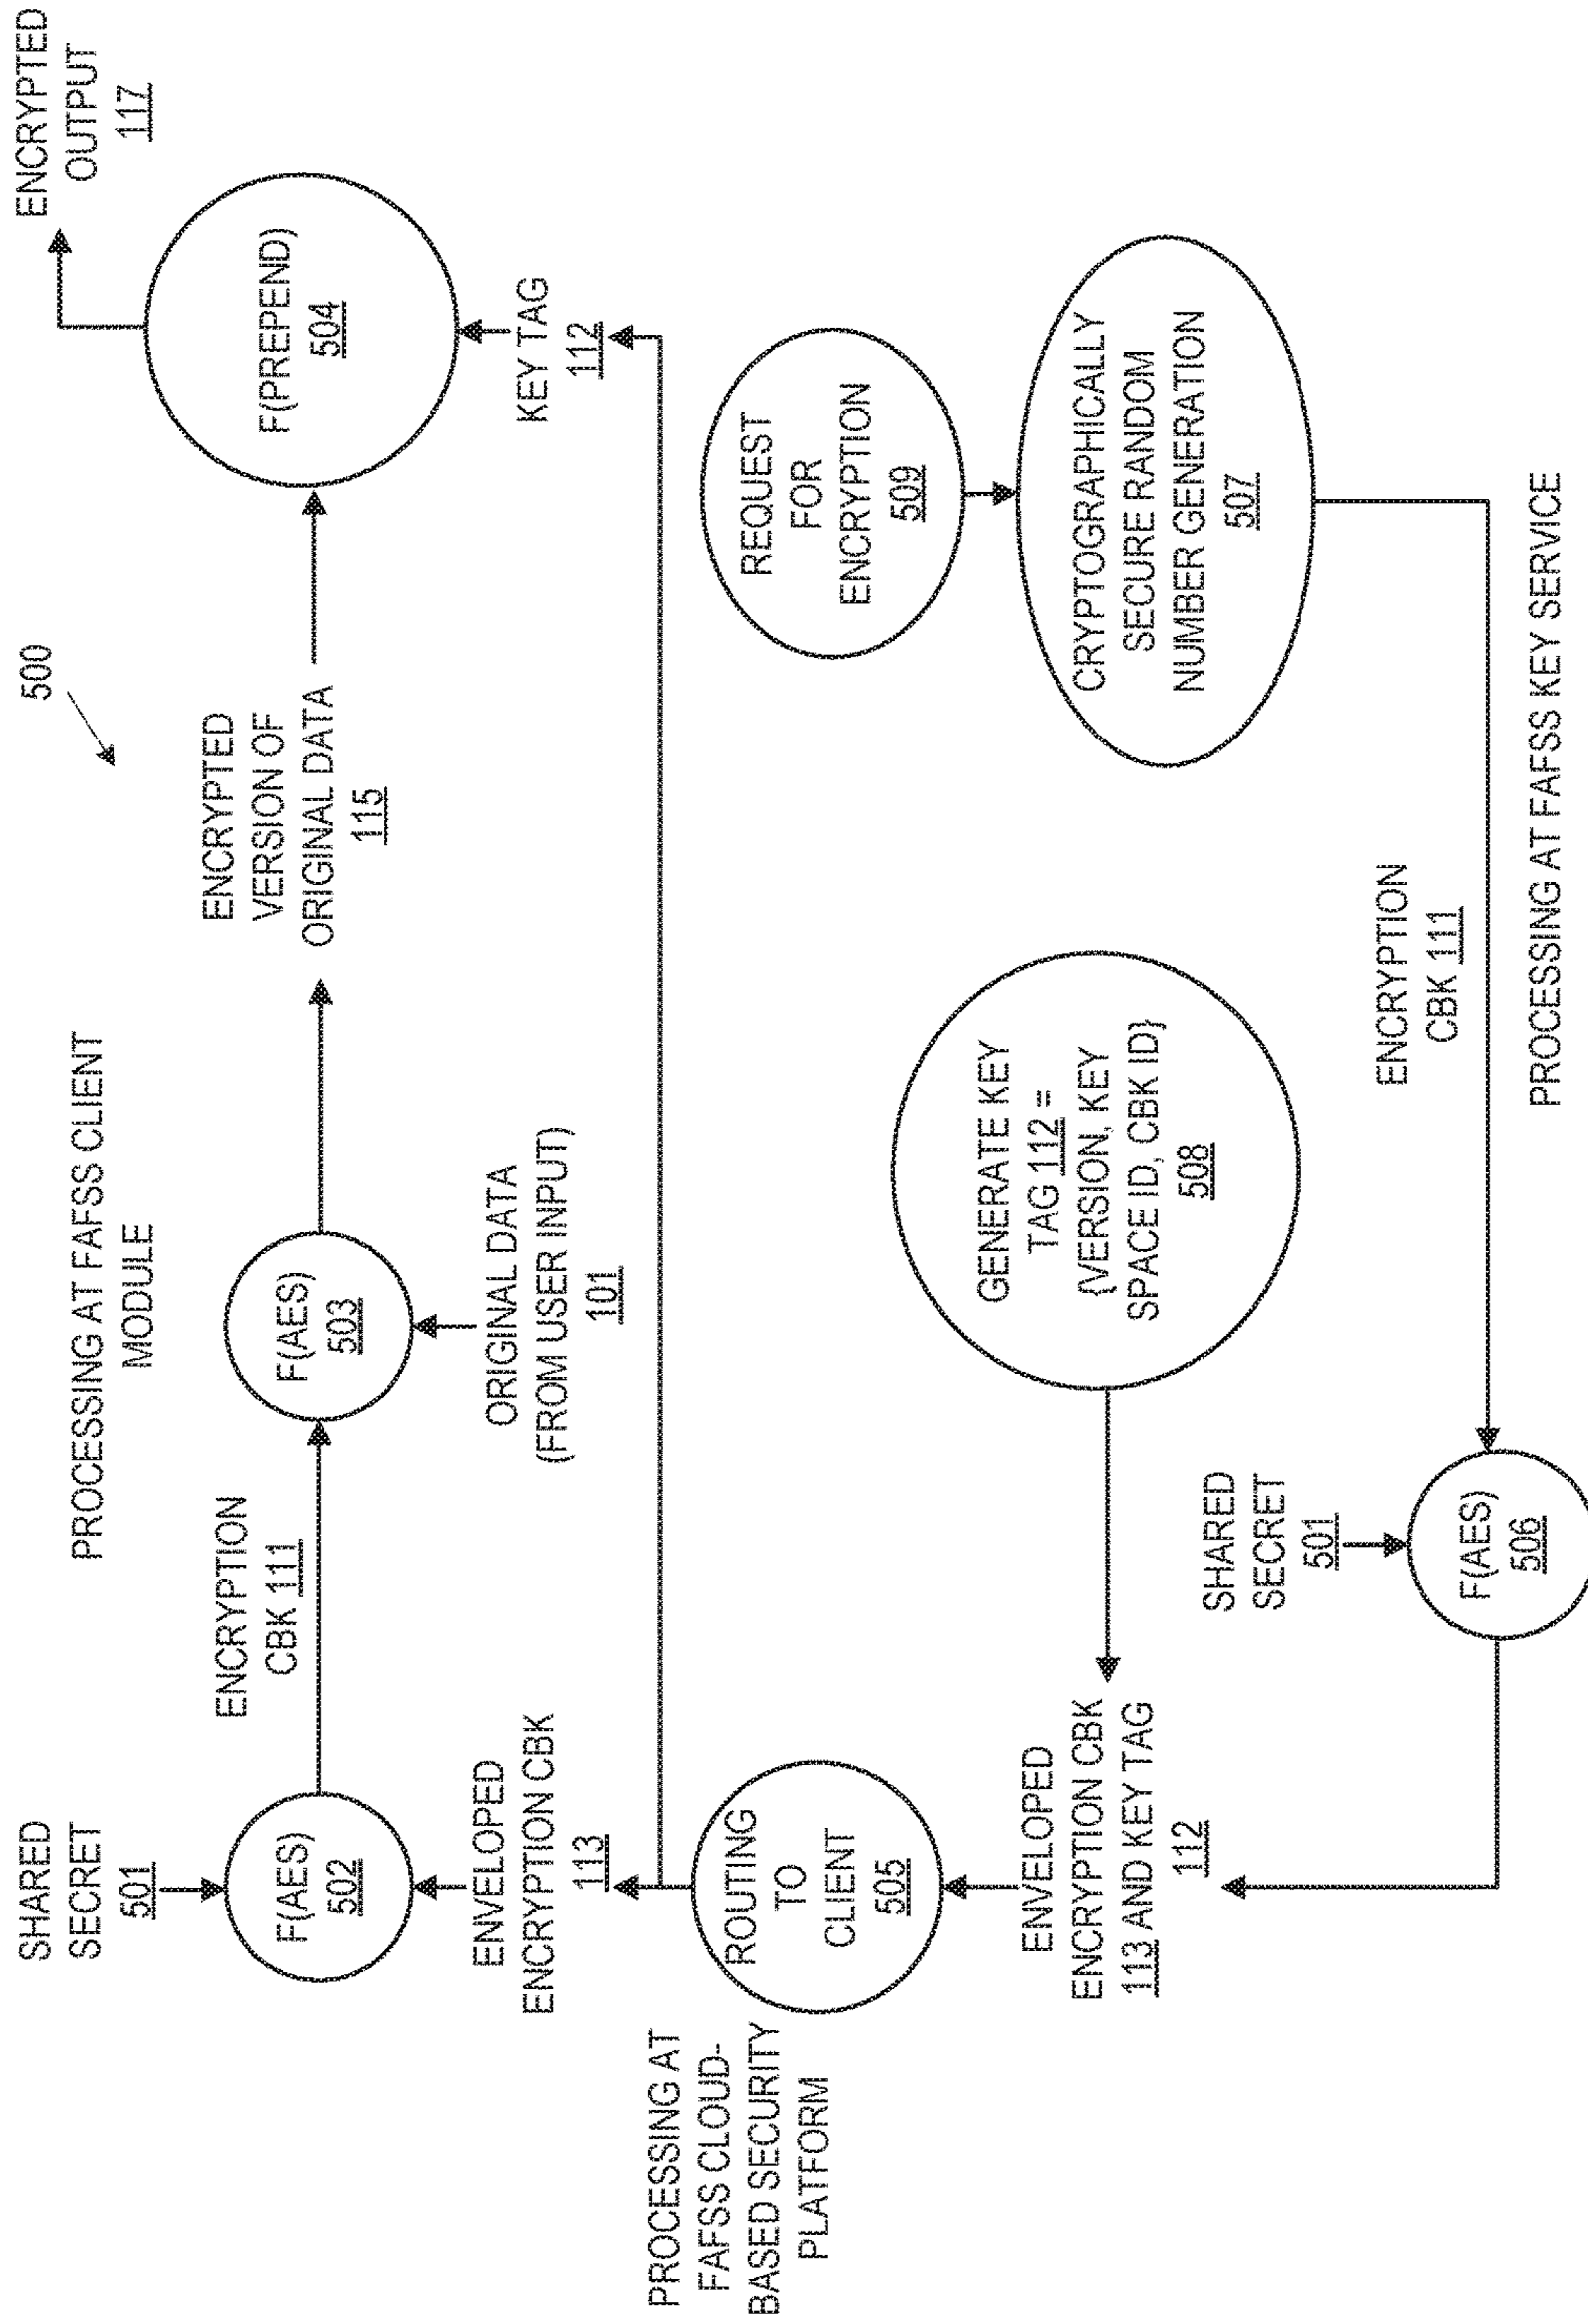 500
PROCESSING AT FAFSS CLIENT
MODULE
SHARED
SECRET
501
F(AES)
502
ENCRYPTION
CBK 111
F(AES)
503
ORIGINAL DATA
(FROM USER INPUT)
101
ENCRYPTED
VERSION OF
ORIGINAL DATA
115
F(PREPEND)
504
ENCRYPTED
OUTPUT
117
KEY TAG
112
ENVELOPED
ENCRYPTION CBK
113
PROCESSING AT
FAFSS CLOUD-
BASED SECURITY
PLATFORM
ROUTING
TO
CLIENT
505
ENVELOPED
ENCRYPTION CBK
113 AND KEY TAG
112
GENERATE KEY
TAG 112 =
{VERSION, KEY
SPACE ID, CBK ID}
508
REQUEST
FOR
ENCRYPTION
509
CRYPTOGRAPHICALLY
SECURE RANDOM
NUMBER GENERATION
507
SHARED
SECRET
501
F(AES)
506
ENCRYPTION
CBK 111
PROCESSING AT FAFSS KEY SERVICE